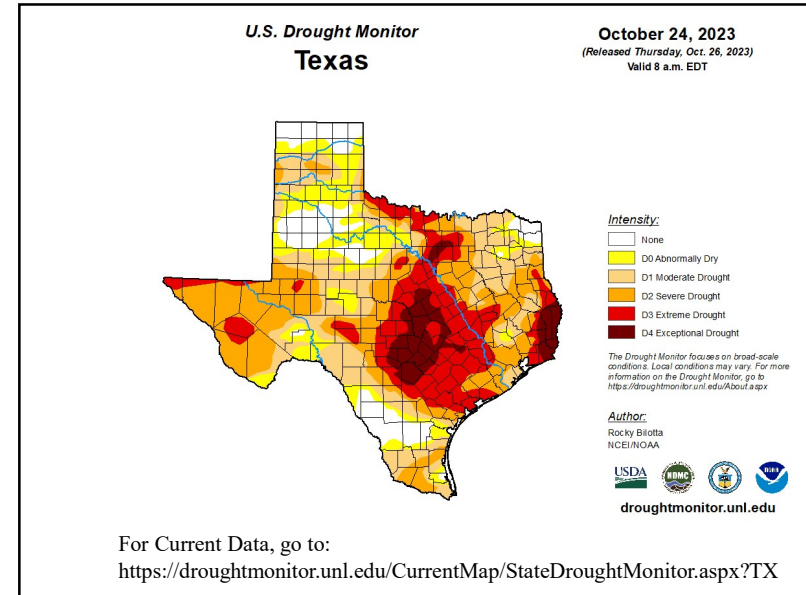 U.S. Drought Monitor
Texas
October 24, 2023
(Released Thursday, Oct. 26, 2023)
Valid 8 a.m. EDT
Intensity:
None
D0 Abnormally Dry
D1 Moderate Drought
D2 Severe Drought
D3 Extreme Drought
D4 Exceptional Drought
The Drought Monitor focuses on broad-scale
conditions. Local conditions may vary. For more
information on the Drought Monitor, go to
https://droughtmonitor.unl.edu/About.aspx
Author:
Rocky Bilotta
NCEI/NOAA
USDA
NDMC
NOAA
droughtmonitor.unl.edu
For Current Data, go to:
https://droughtmonitor.unl.edu/CurrentMap/StateDroughtMonitor.aspx?TX